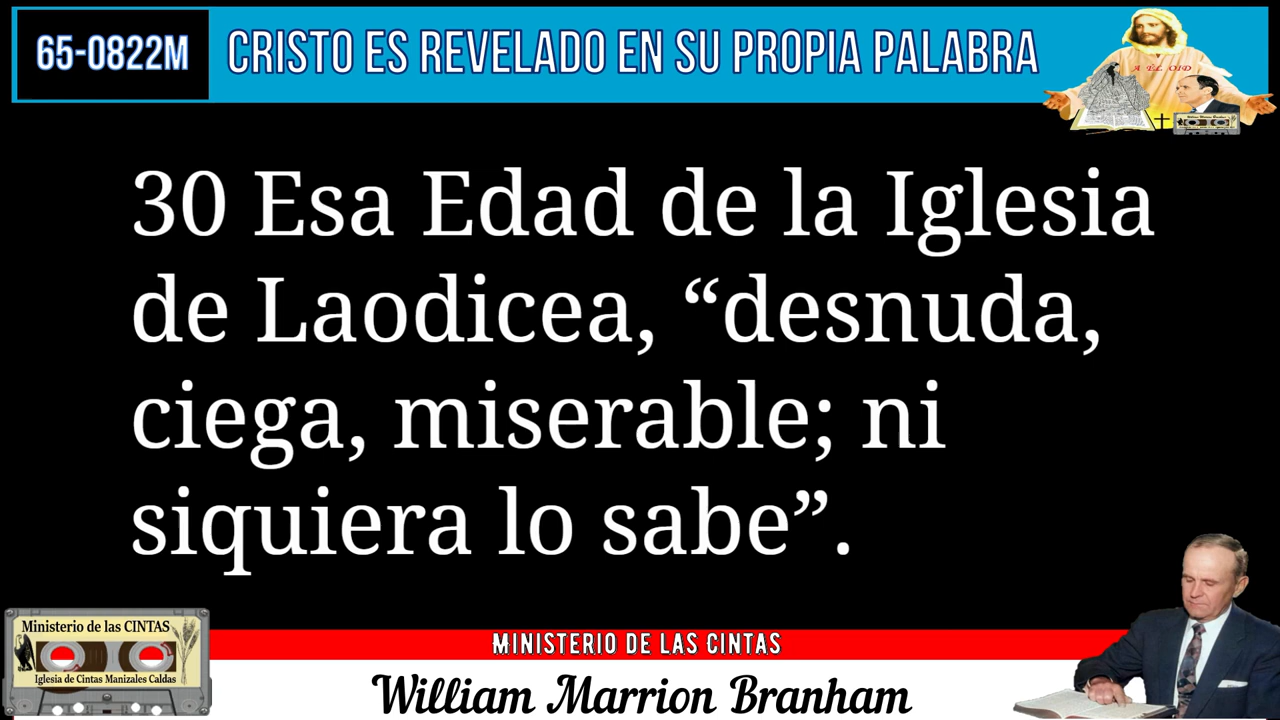 65-0822M CRISTO ES REVELADO EN SU PROPIA PALABRA
A ÉL OID
30 Esa Edad de la Iglesia
de Laodicea, “desnuda,
ciega, miserable; ni
siquiera lo sabe”.
Ministerio de las CINTAS
Iglesia de Cintas Manizales Caldas
MINISTERIO DE LAS CINTAS
William Marrion Branham